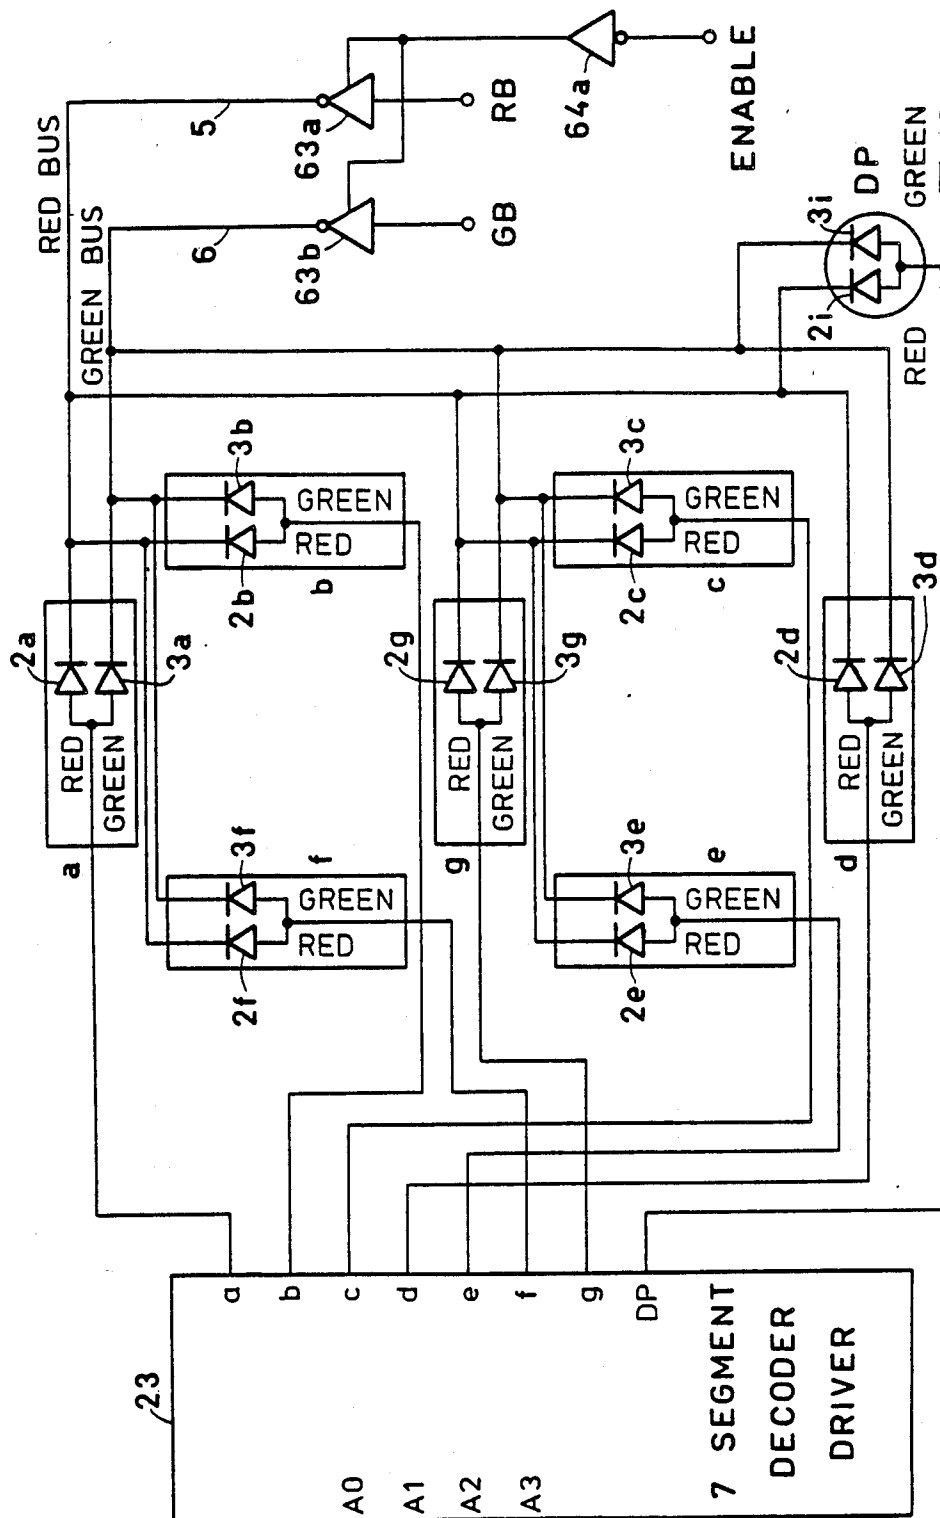 RED BUS
GREEN BUS
5
6
63a
63b
RB
GB
64a
ENABLE
DP
GREEN
RED
3i
2i
2a
3a
RED
GREEN
a
3b
2b
GREEN
RED
b
3f
2f
GREEN
RED
f
2g
3g
RED
GREEN
g
3c
2c
GREEN
RED
c
3e
2e
GREEN
RED
e
2d
3d
RED
GREEN
d
23
a
b
c
d
e
f
g
DP
A0
A1
A2
A3
7 SEGMENT
DECODER
DRIVER